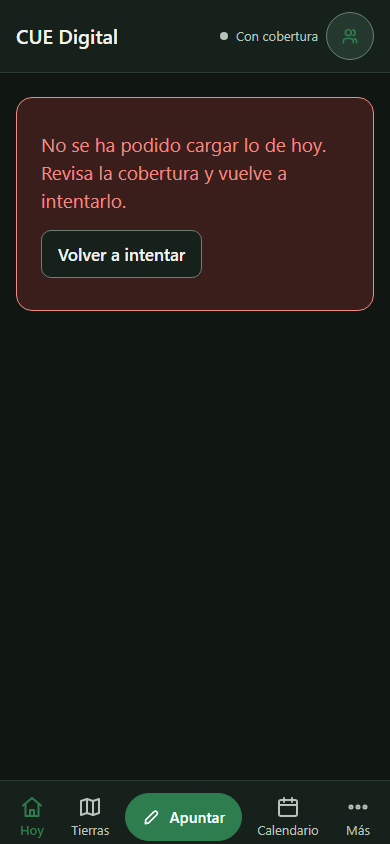 CUE Digital
Con cobertura
No se ha podido cargar lo de hoy.
Revisa la cobertura y vuelve a
intentarlo.
Volver a intentar
Hoy
Tierras
Apuntar
Calendario
Más